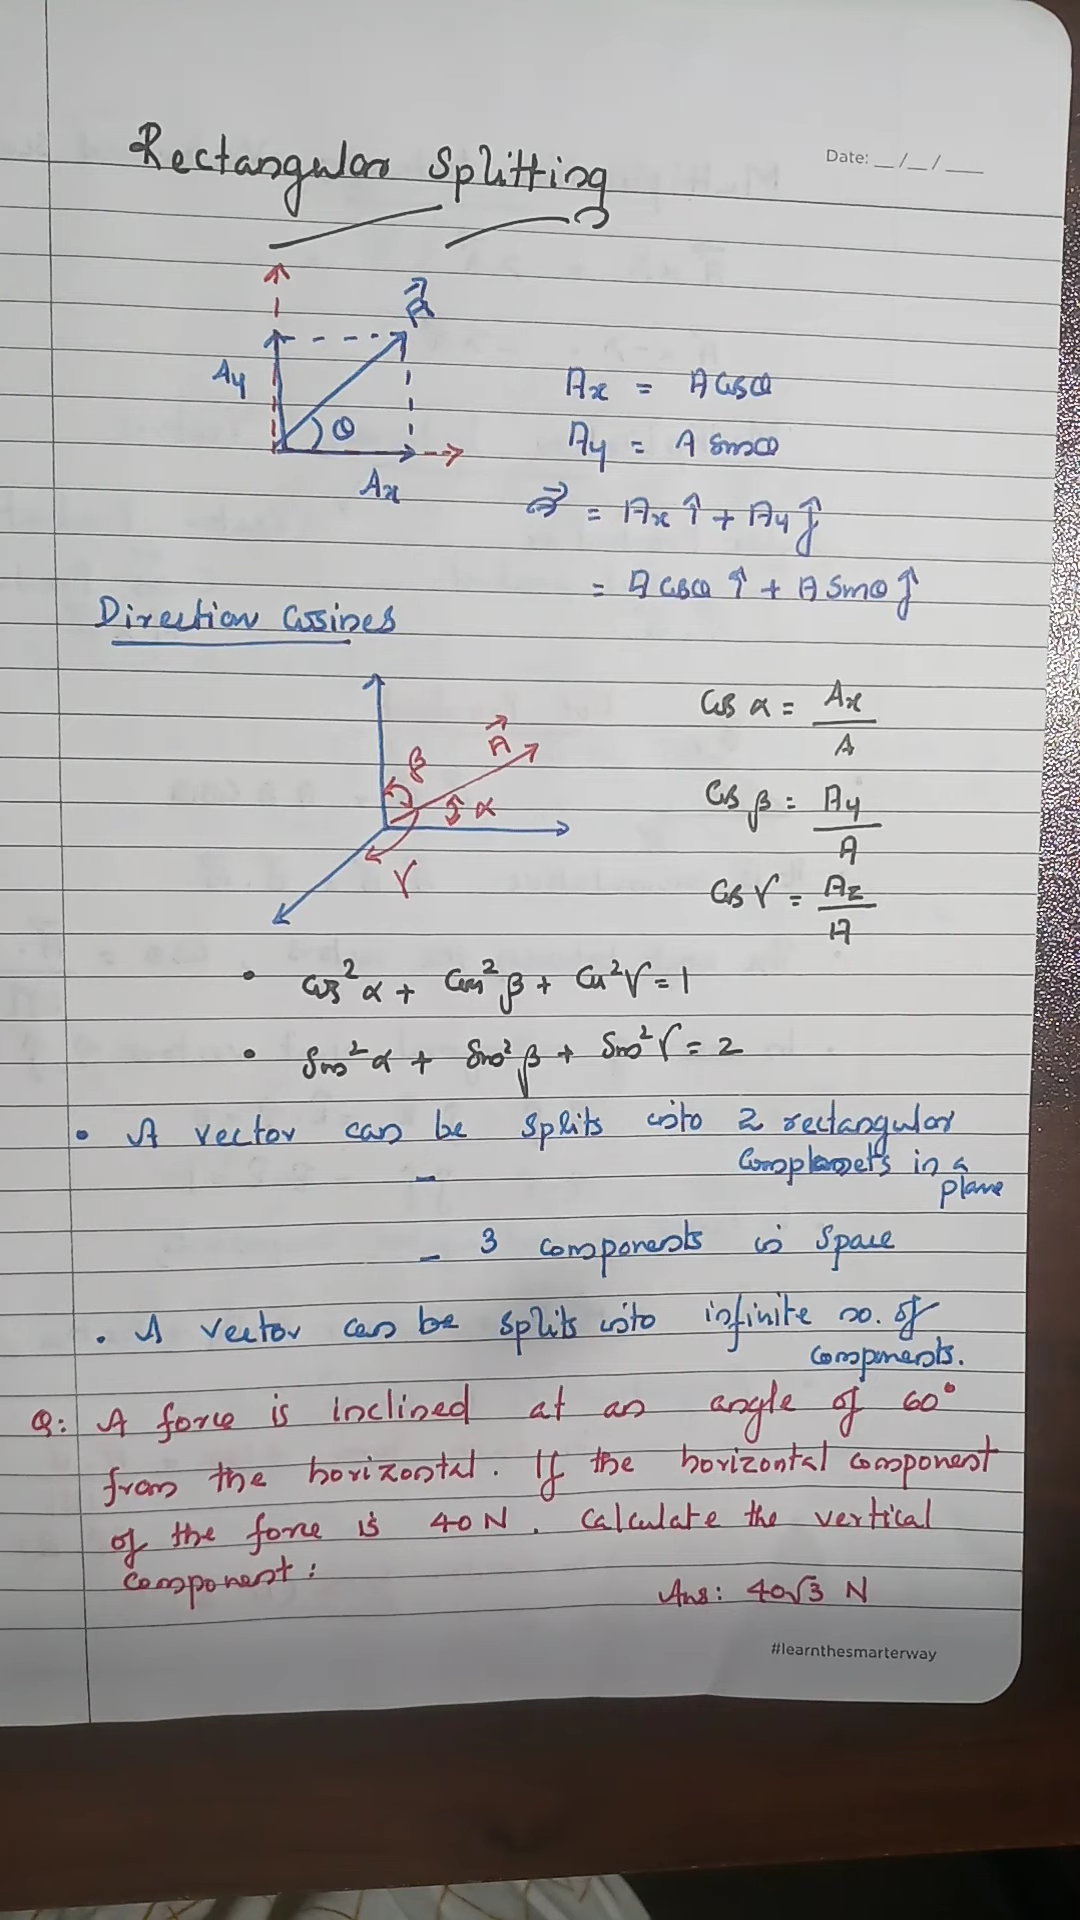 Rectangular Splitting
Date: __/__/___
A⃗
Ay
θ
Ax
Ax = A cosθ
Ay = A sinθ
A⃗ = Ax î + Ay ĵ
= A cosθ î + A sinθ ĵ
Direction Cosines
β
A⃗
α
γ
Cos α = Ax/A
Cos β = Ay/A
Cos γ = Az/A
• cos²α + cos²β + cos²γ = 1
• Sin²α + Sin²β + Sin²γ = 2
• A vector can be splits into 2 rectangular
components in a
plane
– 3 components in space
• A vector can be splits into infinite no. of
components.
Q: A force is inclined at an angle of 60°
from the horizontal. If the horizontal component
of the force is 40 N. Calculate the vertical
component:
Ans: 40√3 N
#learnthesmarterway